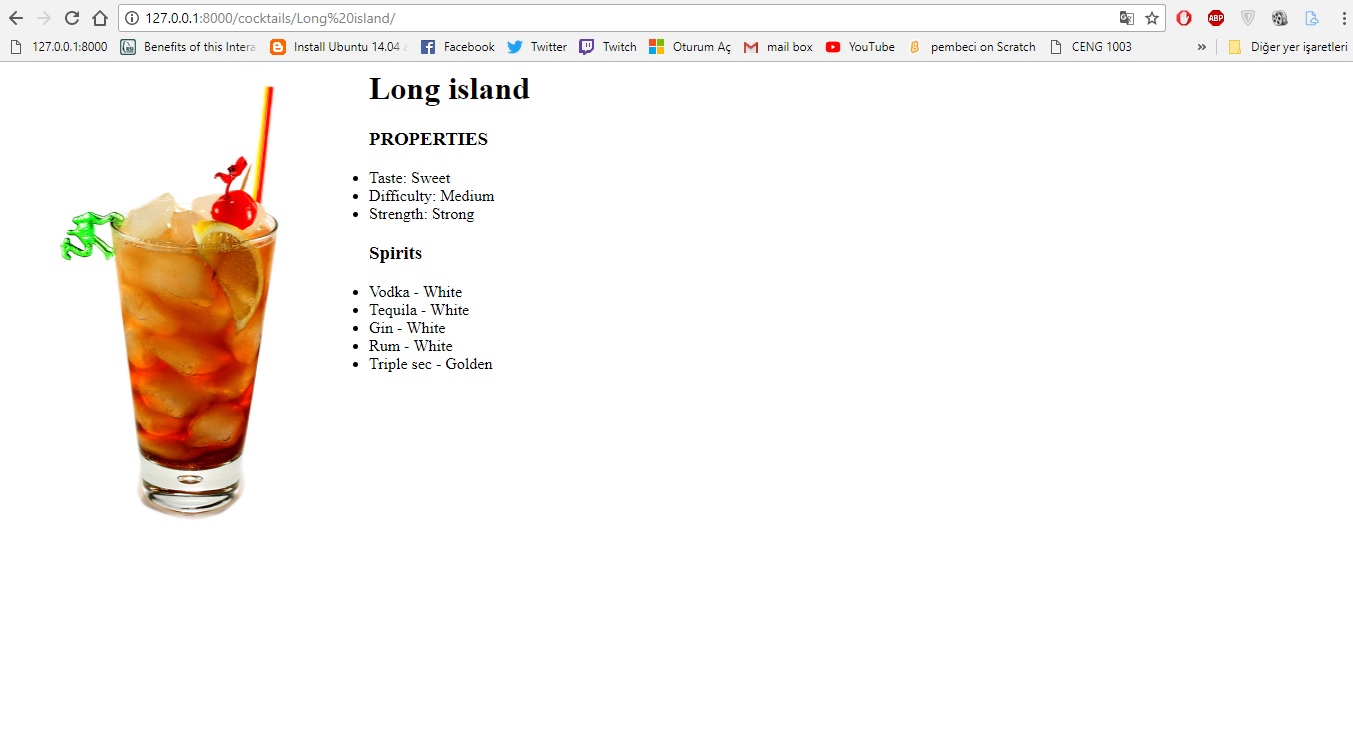 127.0.0.1:8000/cocktails/Long%20island/
ABP
127.0.0.1:8000 Benefits of this Intera Install Ubuntu 14.04 Facebook Twitter Twitch Oturum Aç mail box YouTube pembeci on Scratch CENG 1003 » Diğer yer işaretleri
Long island
PROPERTIES
• Taste: Sweet
• Difficulty: Medium
• Strength: Strong
Spirits
• Vodka - White
• Tequila - White
• Gin - White
• Rum - White
• Triple sec - Golden